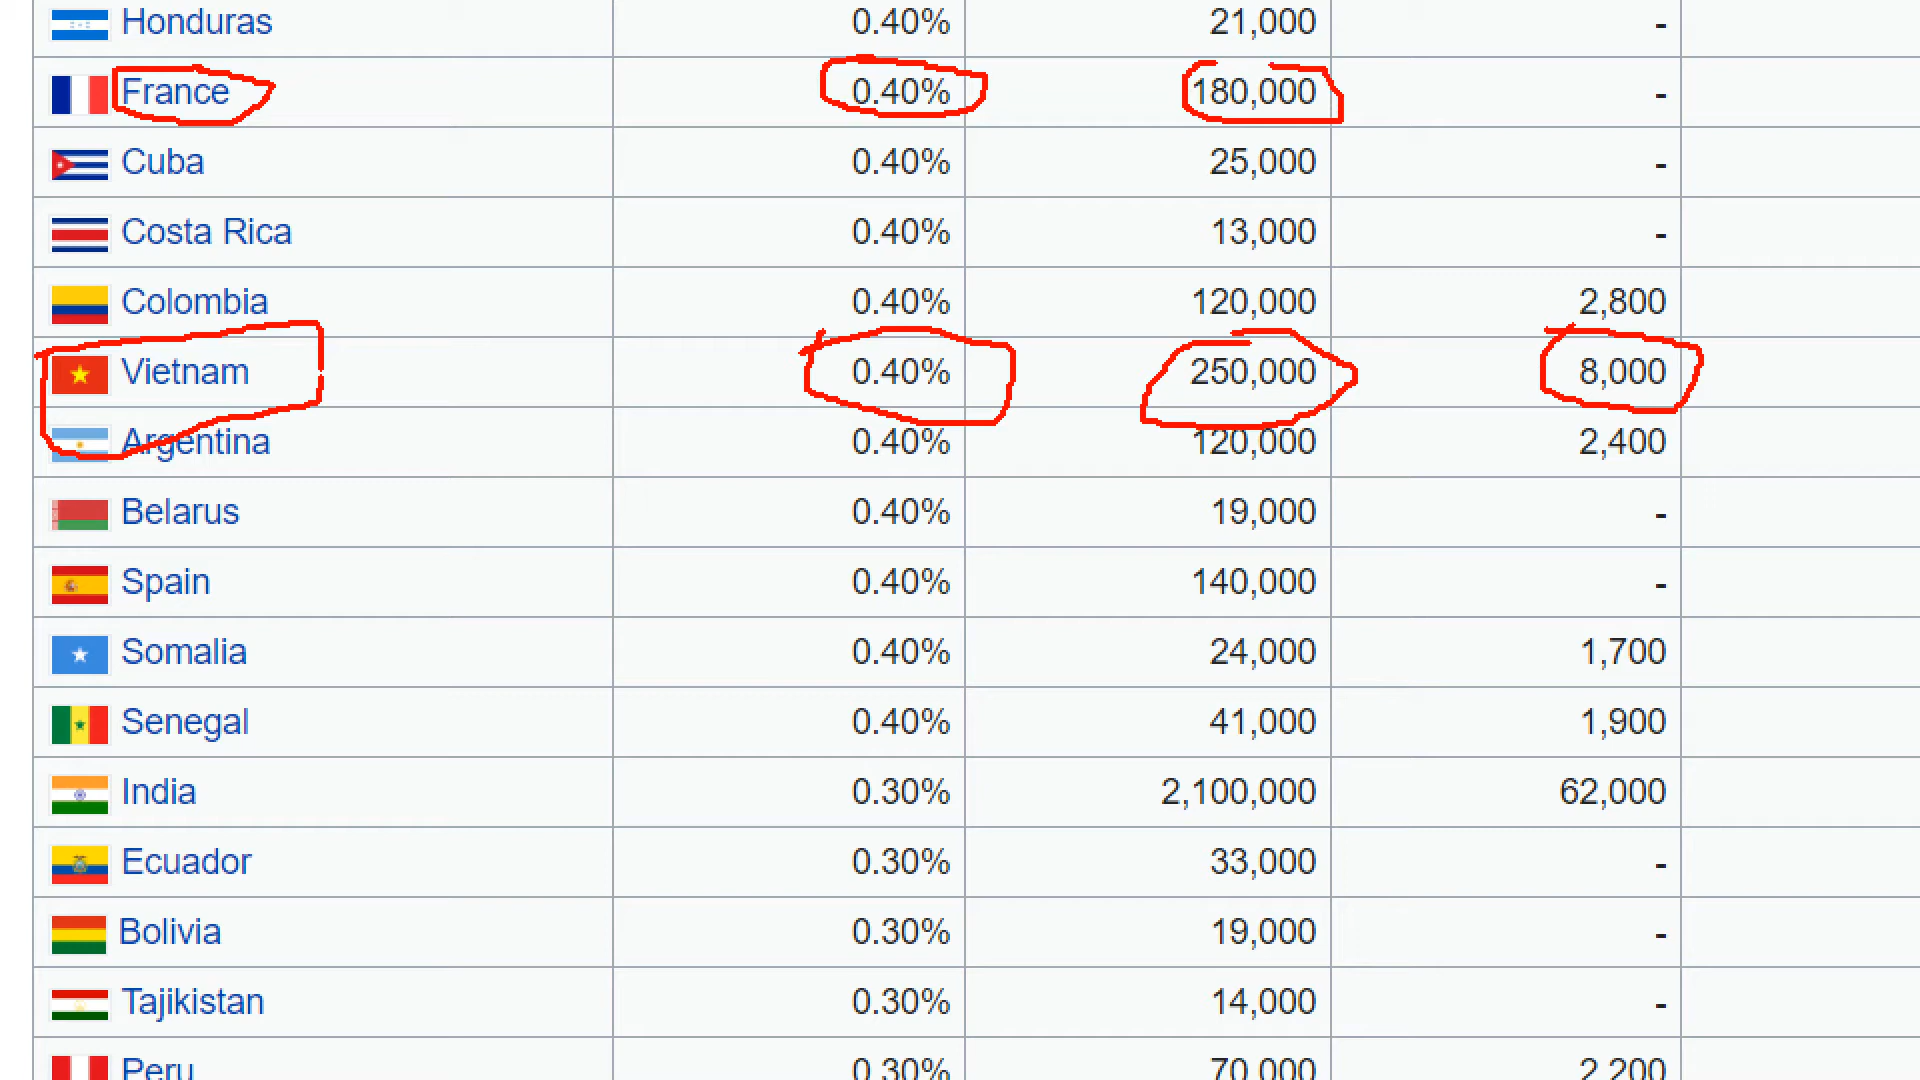 Honduras 0.40% 21,000 -
France 0.40% 180,000 -
Cuba 0.40% 25,000 -
Costa Rica 0.40% 13,000 -
Colombia 0.40% 120,000 2,800
Vietnam 0.40% 250,000 8,000
Argentina 0.40% 120,000 2,400
Belarus 0.40% 19,000 -
Spain 0.40% 140,000 -
Somalia 0.40% 24,000 1,700
Senegal 0.40% 41,000 1,900
India 0.30% 2,100,000 62,000
Ecuador 0.30% 33,000 -
Bolivia 0.30% 19,000 -
Tajikistan 0.30% 14,000 -
Peru 0.30% 70,000 2,200